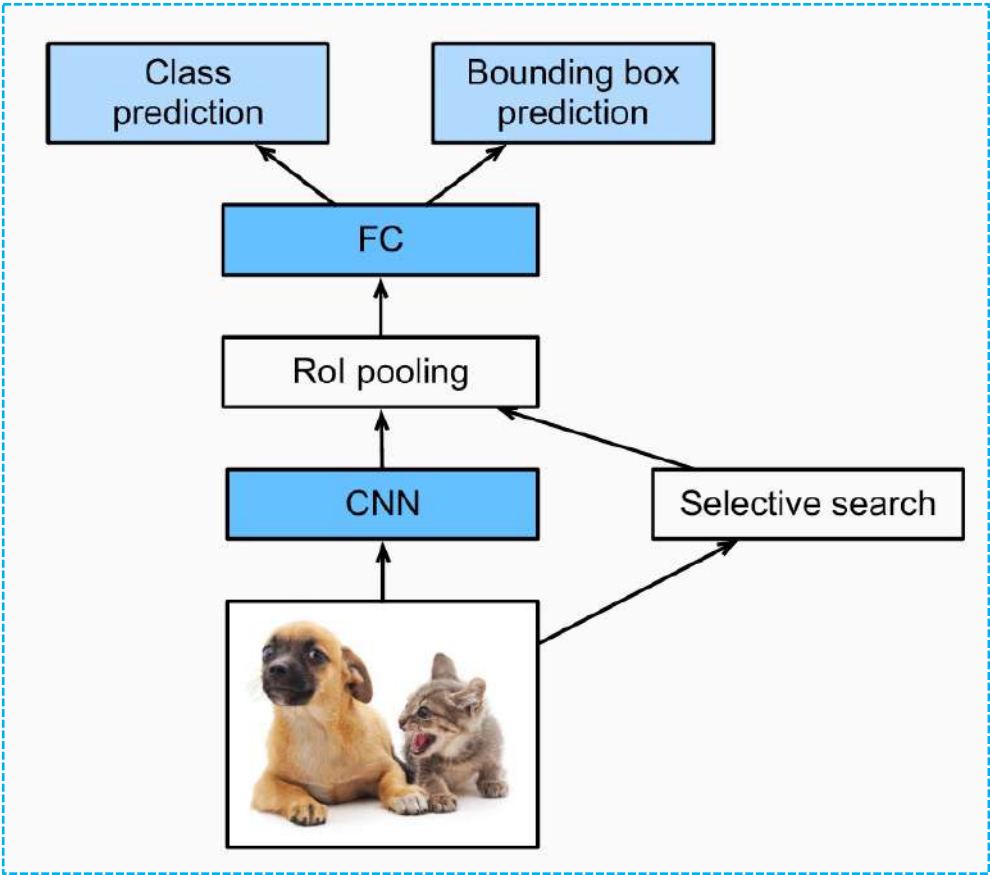 Class
prediction
Bounding box
prediction
FC
RoI pooling
CNN
Selective search